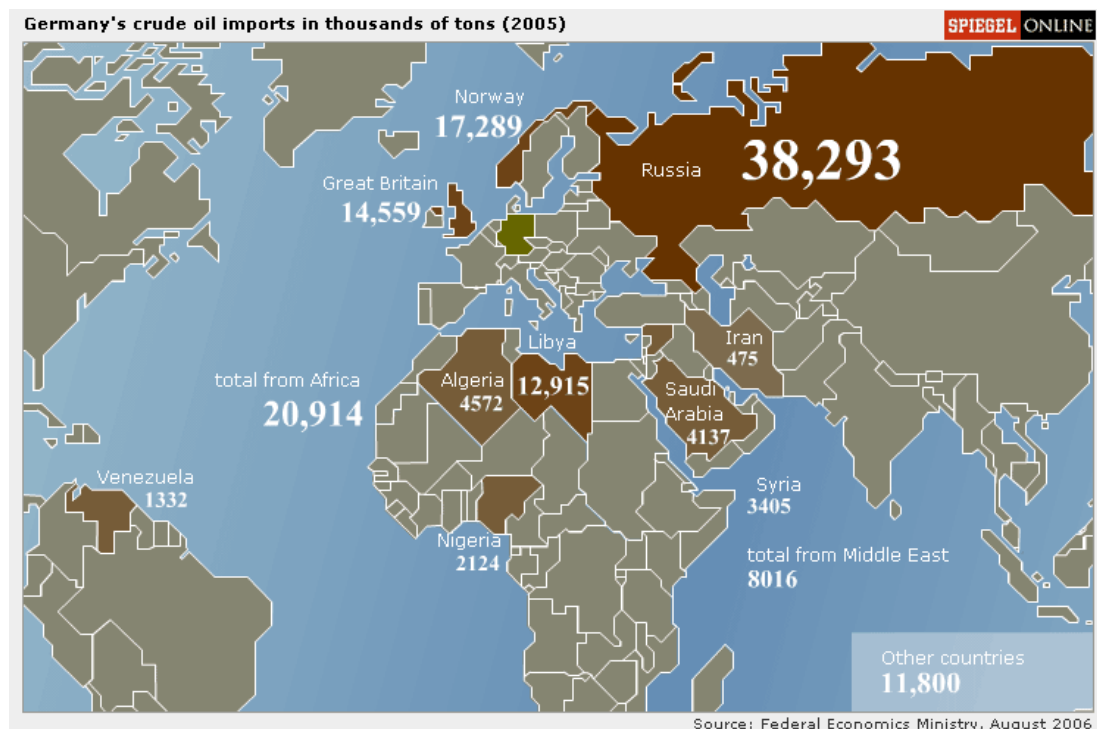 Germany's crude oil imports in thousands of tons (2005)
SPIEGEL ONLINE
Norway
17,289
Russia
38,293
Great Britain
14,559
Libya
12,915
Iran
475
total from Africa
20,914
Algeria
4572
Saudi
Arabia
4137
Venezuela
1332
Syria
3405
Nigeria
2124
total from Middle East
8016
Other countries
11,800
Source: Federal Economics Ministry, August 2006